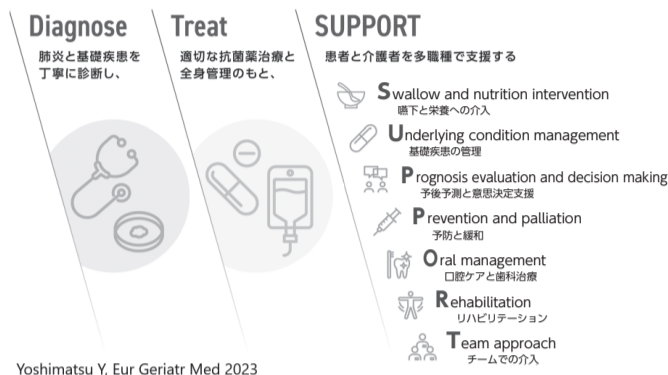 Diagnose
肺炎と基礎疾患を
丁寧に診断し、
Treat
適切な抗菌薬治療と
全身管理のもと、
SUPPORT
患者と介護者を多職種で支援する
Swallow and nutrition intervention
嚥下と栄養への介入
Underlying condition management
基礎疾患の管理
Prognosis evaluation and decision making
予後予測と意思決定支援
Prevention and palliation
予防と緩和
Oral management
口腔ケアと歯科治療
Rehabilitation
リハビリテーション
Team approach
チームでの介入
Yoshimatsu Y, Eur Geriatr Med 2023